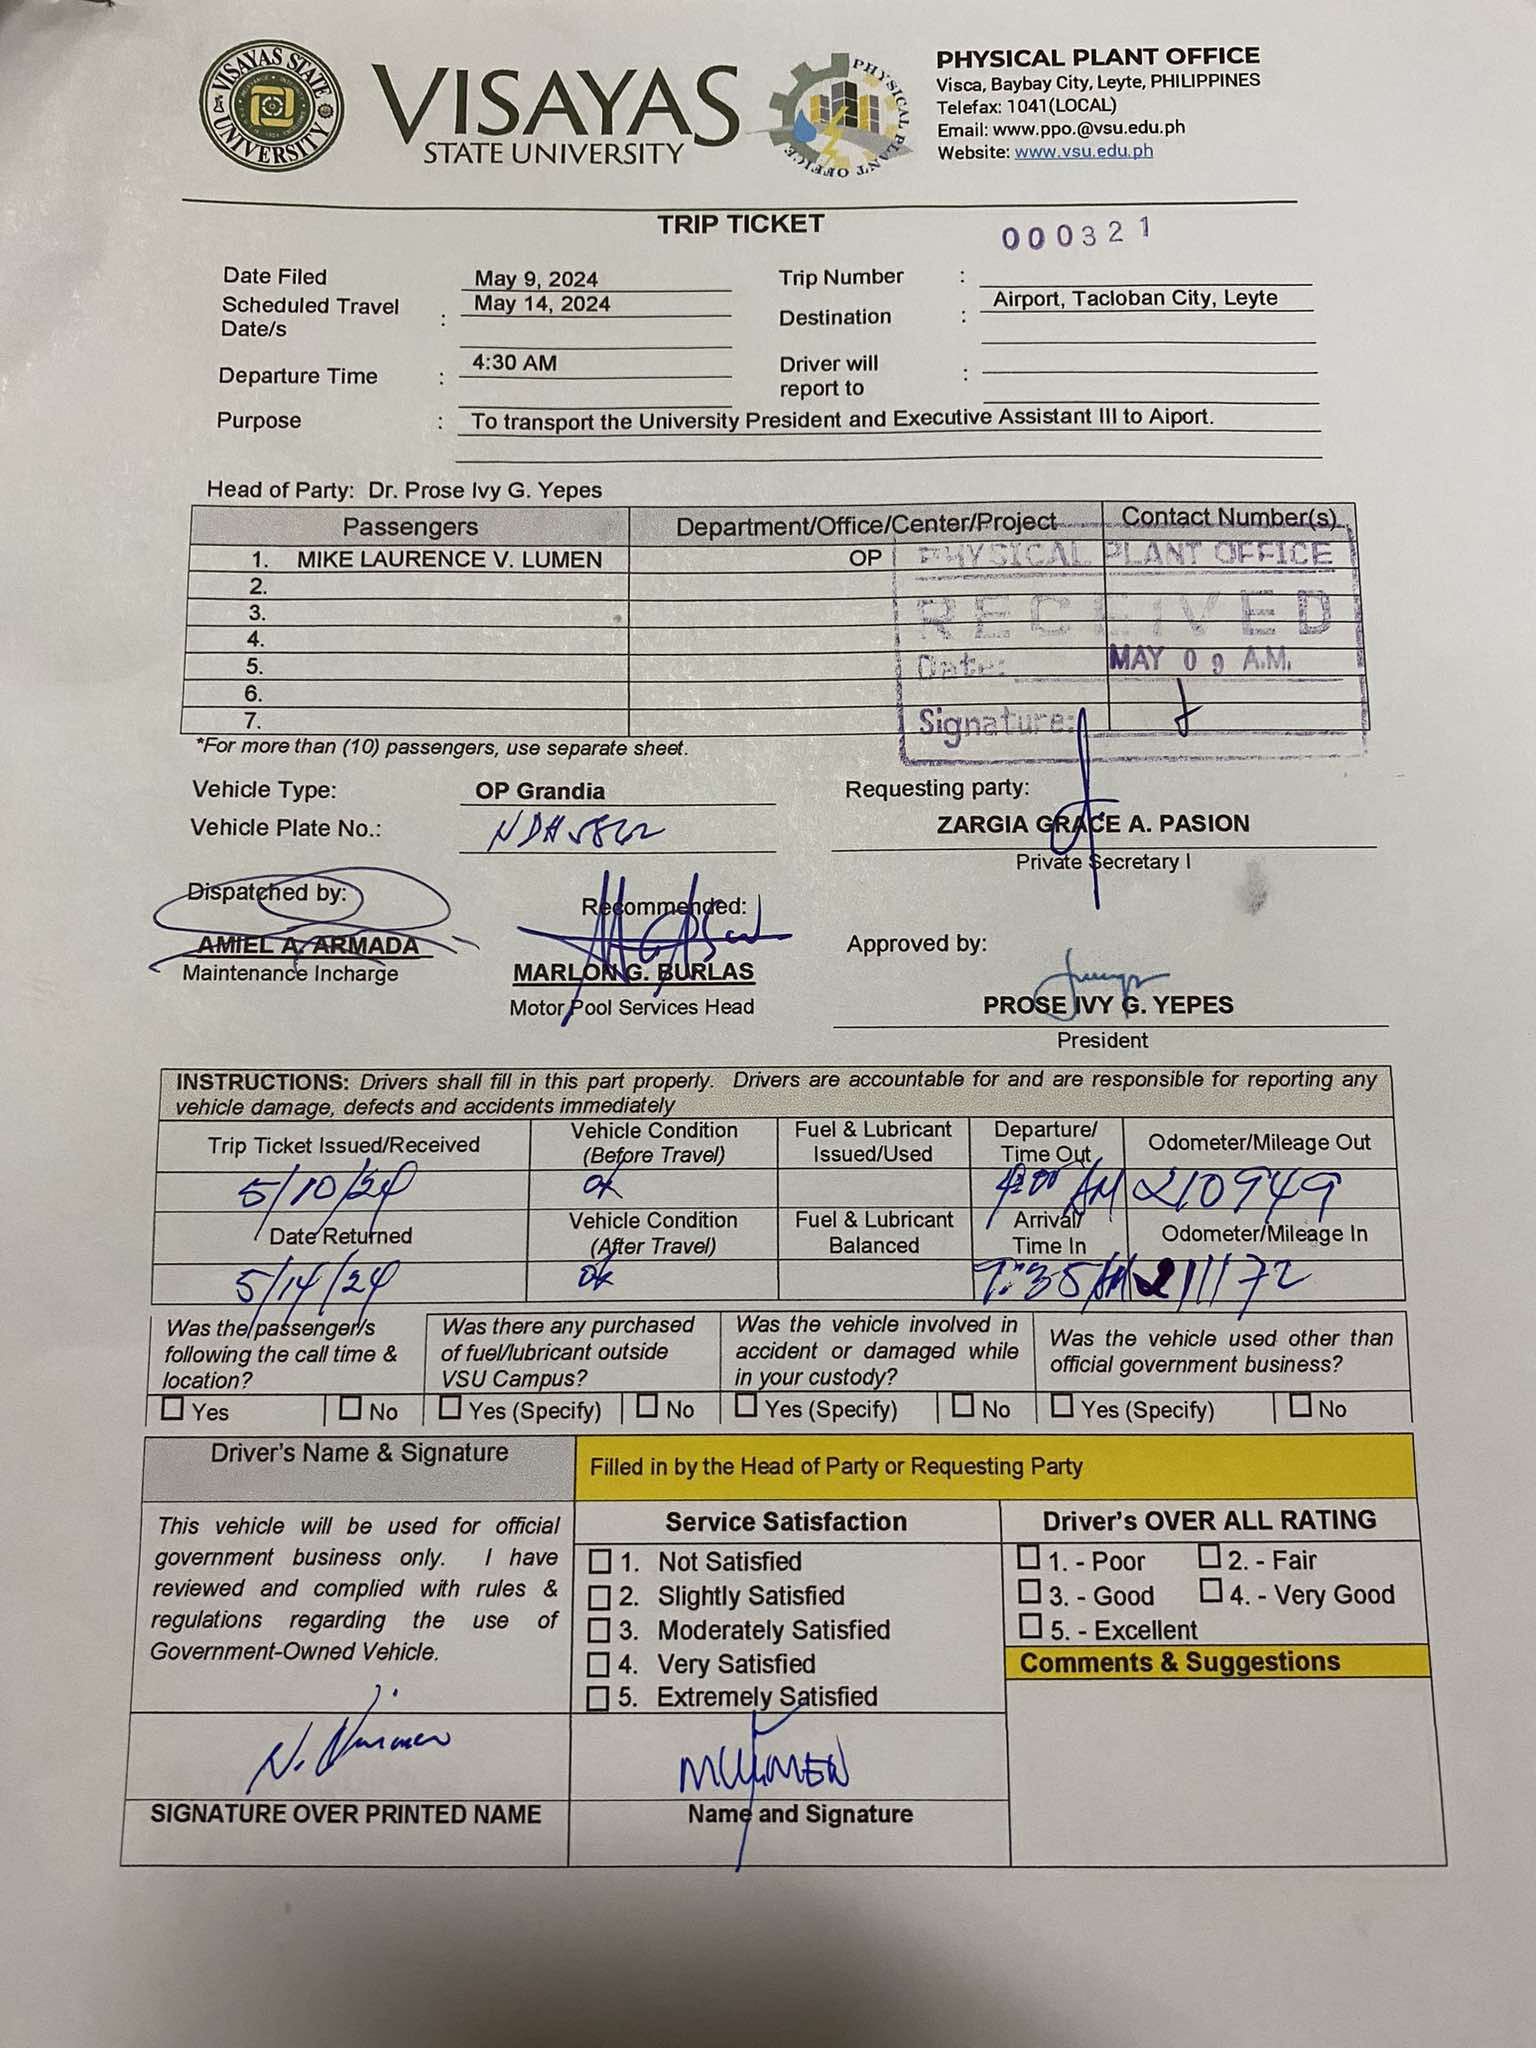 VISAYAS STATE UNIVERSITY
VISAYAS
STATE UNIVERSITY
PHYSICAL PLANT OFFICE
PHYSICAL PLANT OFFICE
Visca, Baybay City, Leyte, PHILIPPINES
Telefax: 1041(LOCAL)
Email: www.ppo.@vsu.edu.ph
Website: www.vsu.edu.ph
TRIP TICKET
000321
Date Filed May 9, 2024 Trip Number :
Scheduled Travel Date/s : May 14, 2024 Destination : Airport, Tacloban City, Leyte
Departure Time : 4:30 AM Driver will report to :
Purpose : To transport the University President and Executive Assistant III to Aiport.
Head of Party: Dr. Prose Ivy G. Yepes
Passengers Department/Office/Center/Project Contact Number(s)
1. MIKE LAURENCE V. LUMEN OP
2.
3.
4.
5.
6.
7.
PHYSICAL PLANT OFFICE
RECEIVED
Date: MAY 09 A.M.
Signature:
*For more than (10) passengers, use separate sheet.
Vehicle Type: OP Grandia Requesting party:
Vehicle Plate No.: ZARGIA GRACE A. PASION
Private Secretary I
Dispatched by: Recommended: Approved by:
AMIEL A. ARMADA
Maintenance Incharge
MARLON G. BURLAS
Motor Pool Services Head
PROSE IVY G. YEPES
President
INSTRUCTIONS: Drivers shall fill in this part properly. Drivers are accountable for and are responsible for reporting any
vehicle damage, defects and accidents immediately
Trip Ticket Issued/Received Vehicle Condition (Before Travel) Fuel & Lubricant Issued/Used Departure/ Time Out Odometer/Mileage Out
5/10/24 ok 4:00 AM 210949
Date Returned Vehicle Condition (After Travel) Fuel & Lubricant Balanced Arrival/ Time In Odometer/Mileage In
5/14/24 ok 9:35 AM 211172
Was the passenger/s following the call time & location?
Was there any purchased of fuel/lubricant outside VSU Campus?
Was the vehicle involved in accident or damaged while in your custody?
Was the vehicle used other than official government business?
Yes No Yes (Specify) No Yes (Specify) No Yes (Specify) No
Driver's Name & Signature Filled in by the Head of Party or Requesting Party
This vehicle will be used for official
government business only. I have
reviewed and complied with rules &
regulations regarding the use of
Government-Owned Vehicle.
Service Satisfaction
1. Not Satisfied
2. Slightly Satisfied
3. Moderately Satisfied
4. Very Satisfied
5. Extremely Satisfied
Driver's OVER ALL RATING
1. - Poor 2. - Fair
3. - Good 4. - Very Good
5. - Excellent
Comments & Suggestions
SIGNATURE OVER PRINTED NAME Name and Signature